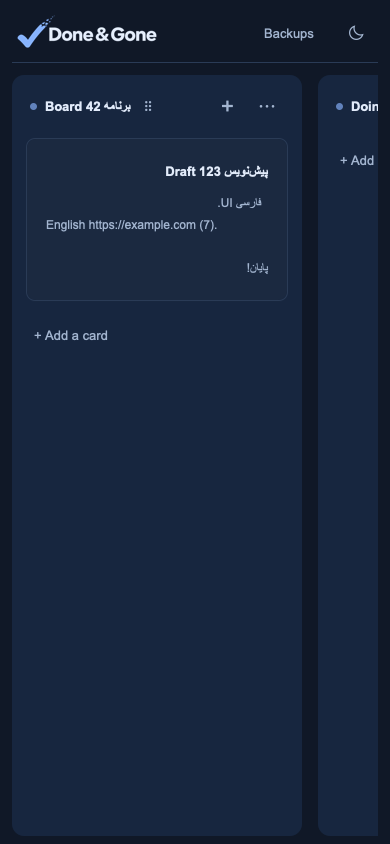 Done & Gone
Backups
Board 42 برنامه
Doin
پیش‌نویس Draft 123
فارسی UI.
English https://example.com (7).
پایان!
+ Add a card
+ Add